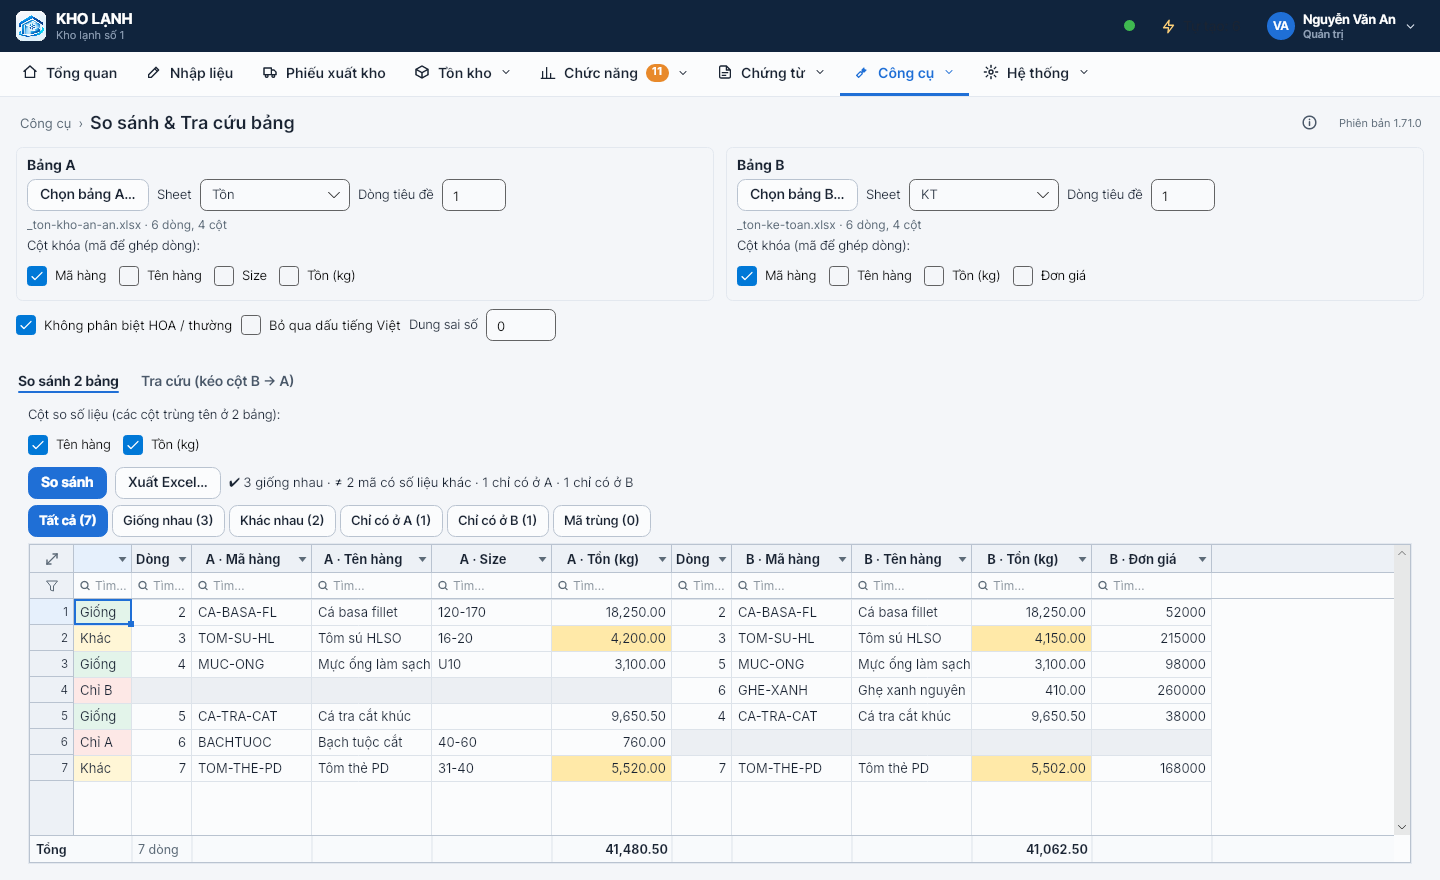 KHO LẠNH
Kho lạnh số 1
VA
Nguyễn Văn An
Quản trị
Tổng quan
Nhập liệu
Phiếu xuất kho
Tồn kho
Chức năng 11
Chứng từ
Công cụ
Hệ thống
Công cụ › So sánh & Tra cứu bảng
Phiên bản 1.71.0
Bảng A
Chọn bảng A... Sheet Tồn Dòng tiêu đề 1
_ton-kho-an-an.xlsx · 6 dòng, 4 cột
Cột khóa (mã để ghép dòng):
Mã hàng Tên hàng Size Tồn (kg)
Bảng B
Chọn bảng B... Sheet KT Dòng tiêu đề 1
_ton-ke-toan.xlsx · 6 dòng, 4 cột
Cột khóa (mã để ghép dòng):
Mã hàng Tên hàng Tồn (kg) Đơn giá
Không phân biệt HOA / thường Bỏ qua dấu tiếng Việt Dung sai số 0
So sánh 2 bảng Tra cứu (kéo cột B → A)
Cột so số liệu (các cột trùng tên ở 2 bảng):
Tên hàng Tồn (kg)
So sánh Xuất Excel... ✔ 3 giống nhau · ≠ 2 mã có số liệu khác · 1 chỉ có ở A · 1 chỉ có ở B
Tất cả (7) Giống nhau (3) Khác nhau (2) Chỉ có ở A (1) Chỉ có ở B (1) Mã trùng (0)
Dòng A · Mã hàng A · Tên hàng A · Size A · Tồn (kg) Dòng B · Mã hàng B · Tên hàng B · Tồn (kg) B · Đơn giá
Tìm... Tìm... Tìm... Tìm... Tìm... Tìm... Tìm... Tìm... Tìm... Tìm... Tìm...
1 Giống 2 CA-BASA-FL Cá basa fillet 120-170 18,250.00 2 CA-BASA-FL Cá basa fillet 18,250.00 52000
2 Khác 3 TOM-SU-HL Tôm sú HLSO 16-20 4,200.00 3 TOM-SU-HL Tôm sú HLSO 4,150.00 215000
3 Giống 4 MUC-ONG Mực ống làm sạch U10 3,100.00 5 MUC-ONG Mực ống làm sạch 3,100.00 98000
4 Chỉ B 6 GHE-XANH Ghẹ xanh nguyên 410.00 260000
5 Giống 5 CA-TRA-CAT Cá tra cắt khúc 9,650.50 4 CA-TRA-CAT Cá tra cắt khúc 9,650.50 38000
6 Chỉ A 6 BACHTUOC Bạch tuộc cắt 40-60 760.00
7 Khác 7 TOM-THE-PD Tôm thẻ PD 31-40 5,520.00 7 TOM-THE-PD Tôm thẻ PD 5,502.00 168000
Tổng 7 dòng 41,480.50 41,062.50